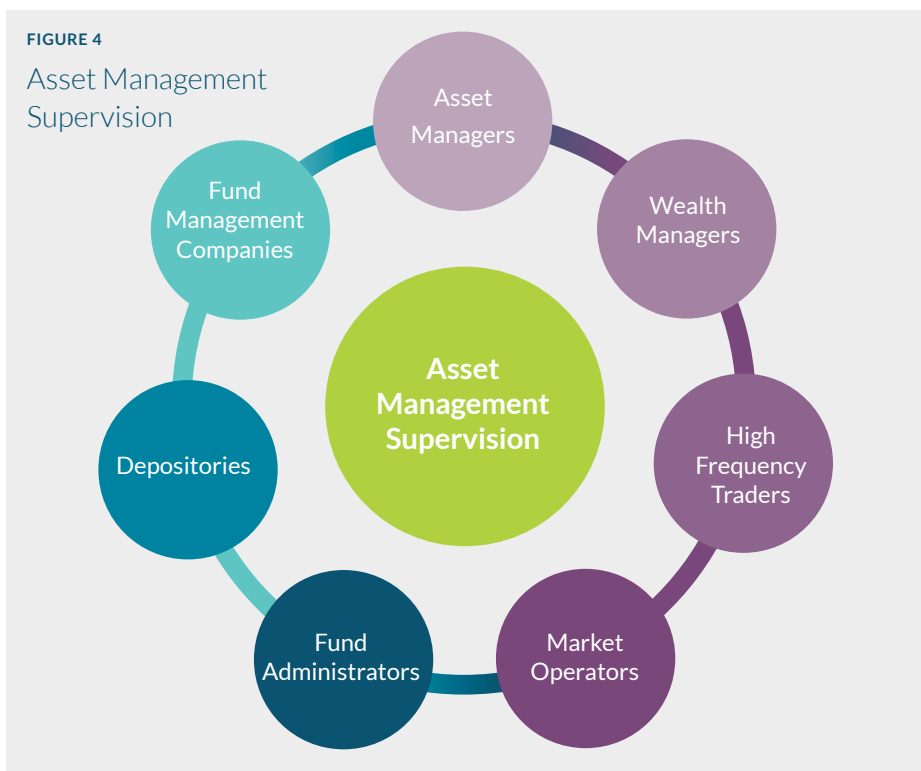 FIGURE 4
Asset Management
Supervision
Asset
Managers
Wealth
Managers
High
Frequency
Traders
Market
Operators
Fund
Administrators
Depositories
Fund
Management
Companies
Asset
Management
Supervision